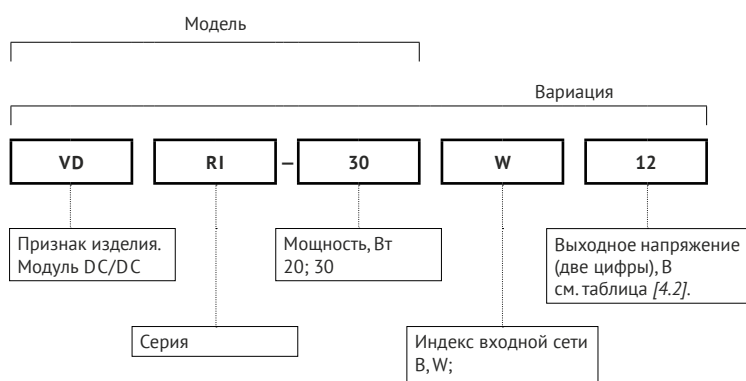 Модель
Вариация
VD RI – 30 W 12
Признак изделия.
Модуль DC/DC
Мощность, Вт
20; 30
Выходное напряжение
(две цифры), В
см. таблица [4.2].
Серия
Индекс входной сети
B, W;